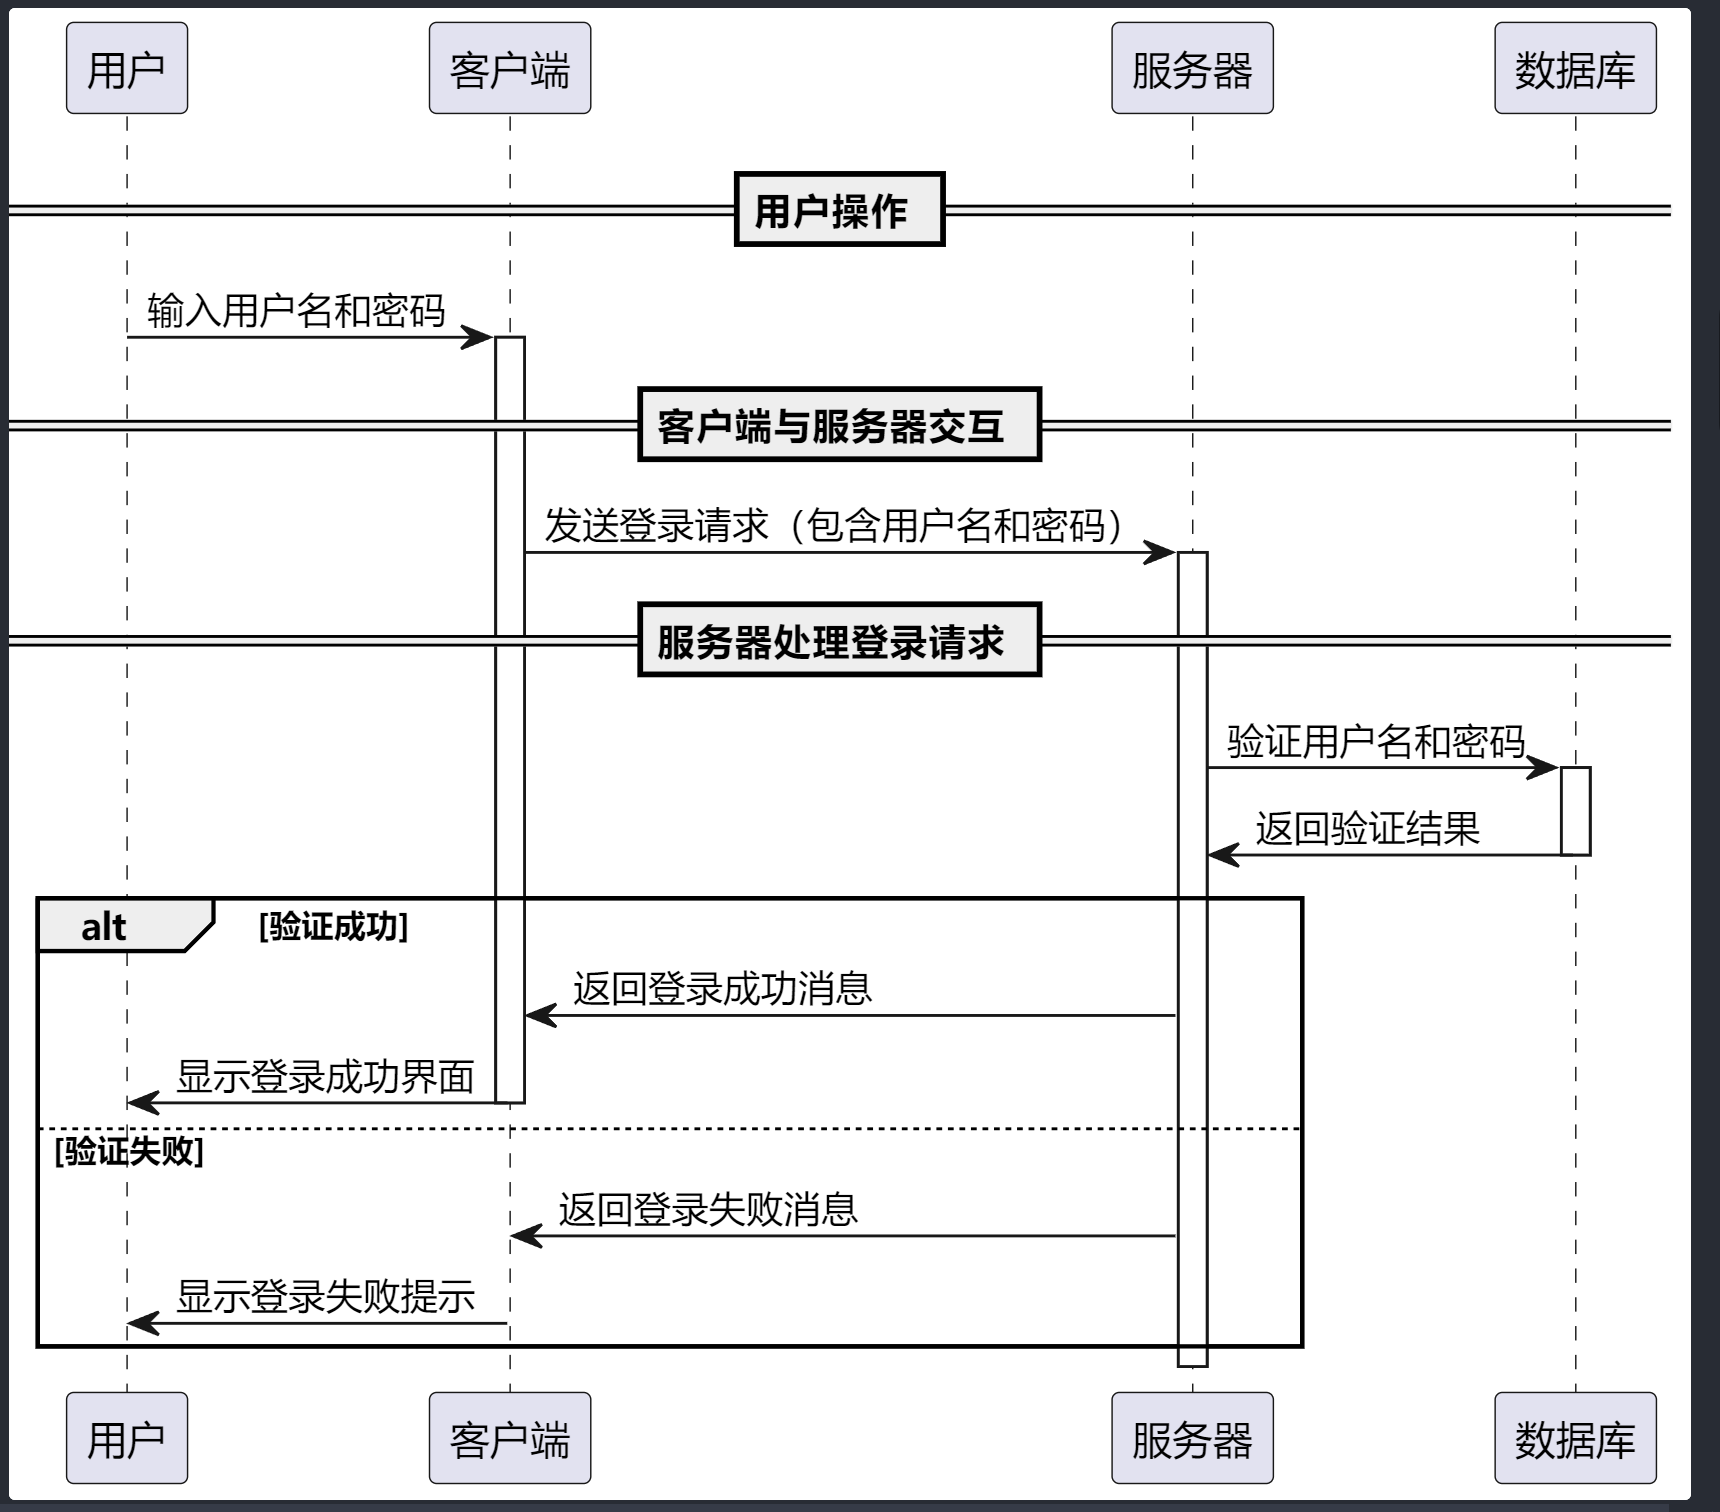 用户 客户端 服务器 数据库
用户操作
输入用户名和密码
客户端与服务器交互
发送登录请求（包含用户名和密码）
服务器处理登录请求
验证用户名和密码
返回验证结果
alt [验证成功]
返回登录成功消息
显示登录成功界面
[验证失败]
返回登录失败消息
显示登录失败提示
用户 客户端 服务器 数据库